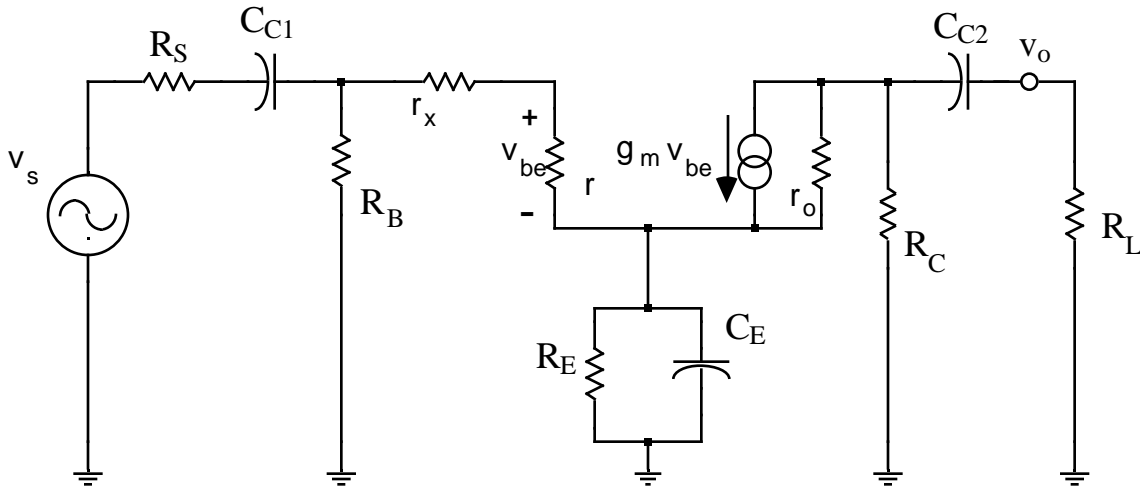 R_S
C_C1
C_C2
v_o
v_s
R_B
r_x
+
v_be
-
r
g_m v_be
r_o
R_C
R_L
R_E
C_E